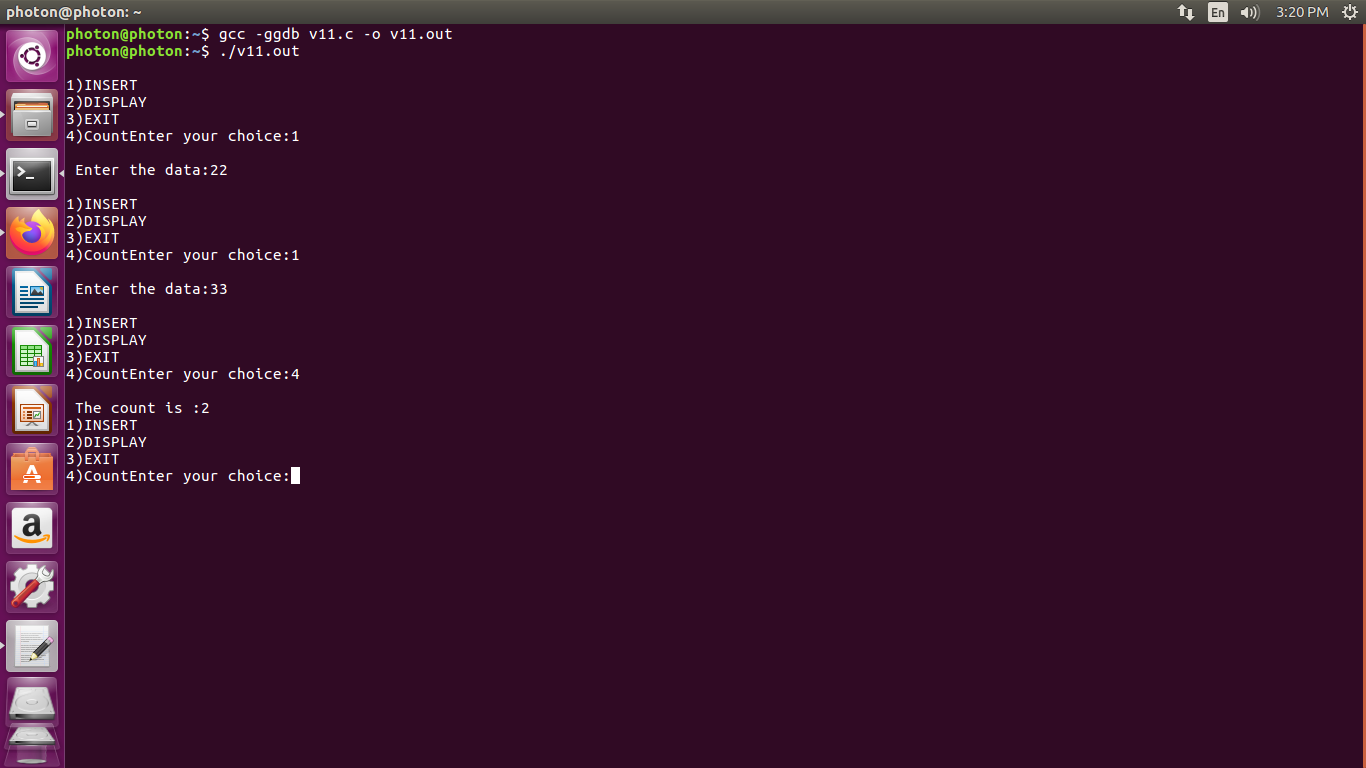 photon@photon: ~
En
3:20 PM
photon@photon:~$ gcc -ggdb v11.c -o v11.out
photon@photon:~$ ./v11.out
1)INSERT
2)DISPLAY
3)EXIT
4)CountEnter your choice:1
Enter the data:22
1)INSERT
2)DISPLAY
3)EXIT
4)CountEnter your choice:1
Enter the data:33
1)INSERT
2)DISPLAY
3)EXIT
4)CountEnter your choice:4
The count is :2
1)INSERT
2)DISPLAY
3)EXIT
4)CountEnter your choice: